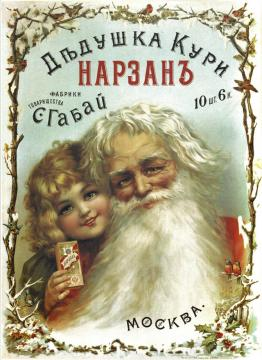 Дѣдушка Кури
НАРЗАНЪ
ФАБРИКИ
ТОВАРИЩЕСТВА
С. Габай
10 шт. 6 к.
МОСКВА.